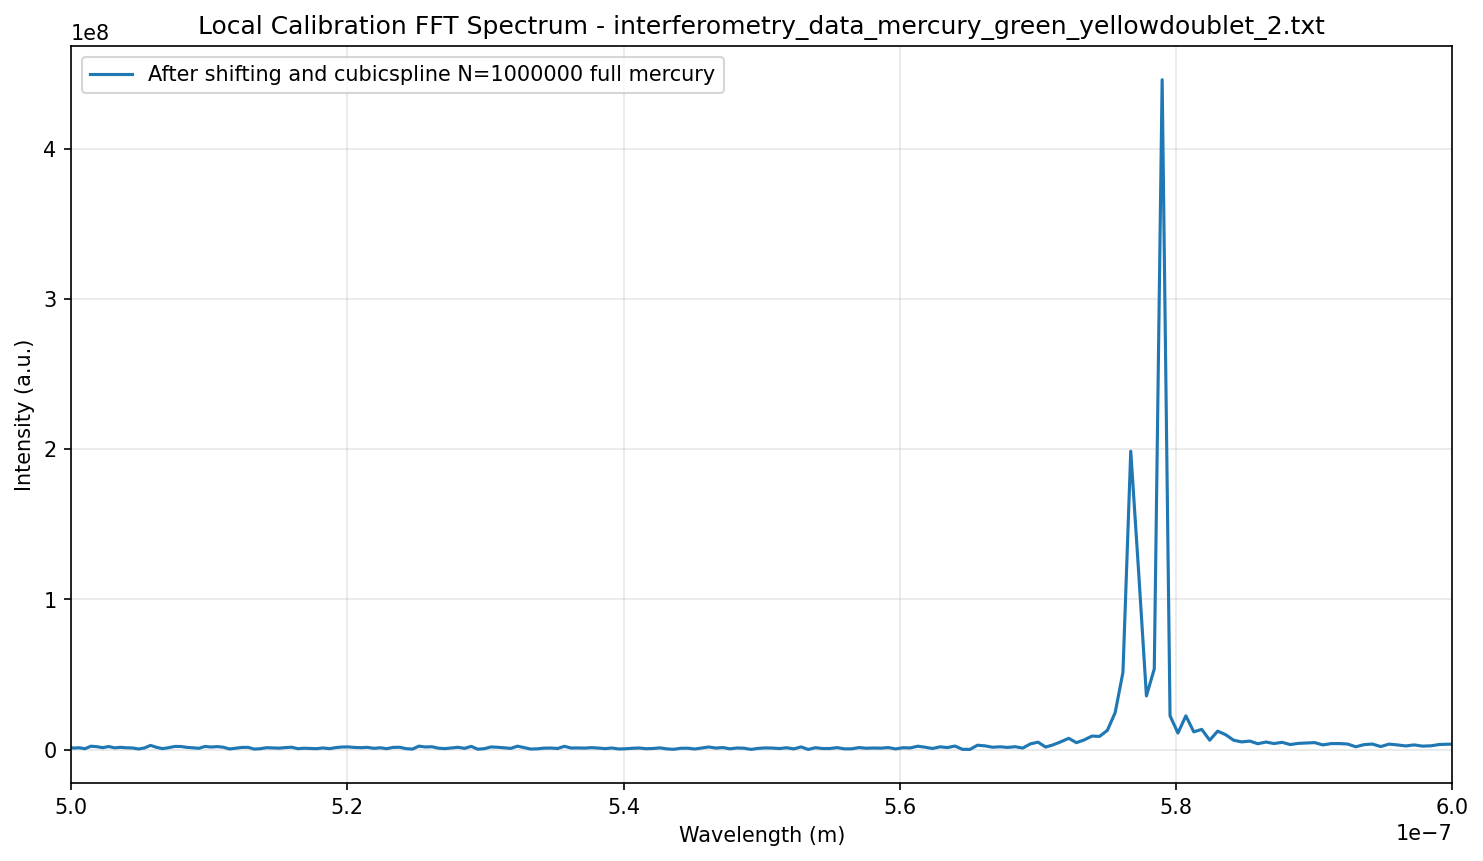 Local Calibration FFT Spectrum - interferometry_data_mercury_green_yellowdoublet_2.txt
1e8
After shifting and cubicspline N=1000000 full mercury
4
3
2
1
0
Intensity (a.u.)
5.0 5.2 5.4 5.6 5.8 6.0
Wavelength (m)
1e−7